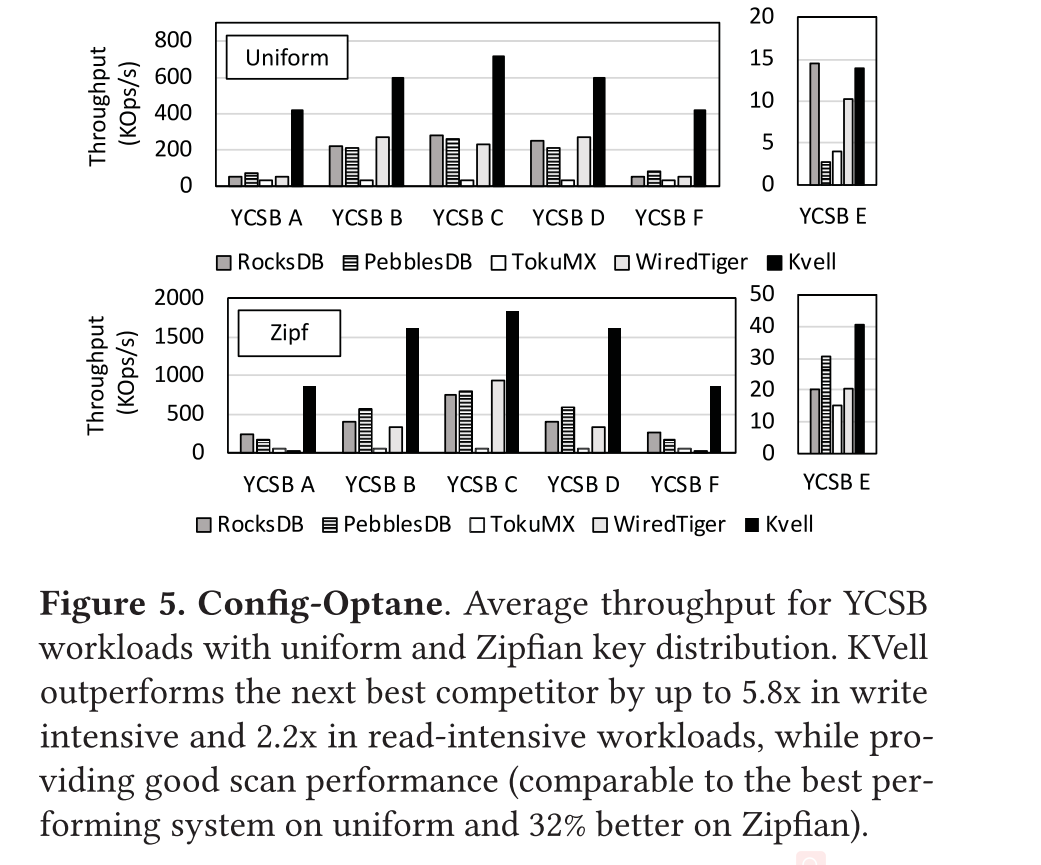 Throughput
(KOps/s)
800
600
400
200
0
Uniform
YCSB A YCSB B YCSB C YCSB D YCSB F
20
15
10
5
0
YCSB E
RocksDB PebblesDB TokuMX WiredTiger Kvell
Throughput
(KOps/s)
2000
1500
1000
500
0
Zipf
YCSB A YCSB B YCSB C YCSB D YCSB F
50
40
30
20
10
0
YCSB E
RocksDB PebblesDB TokuMX WiredTiger Kvell
Figure 5. Config-Optane. Average throughput for YCSB
workloads with uniform and Zipfian key distribution. KVell
outperforms the next best competitor by up to 5.8x in write
intensive and 2.2x in read-intensive workloads, while pro-
viding good scan performance (comparable to the best per-
forming system on uniform and 32% better on Zipfian).